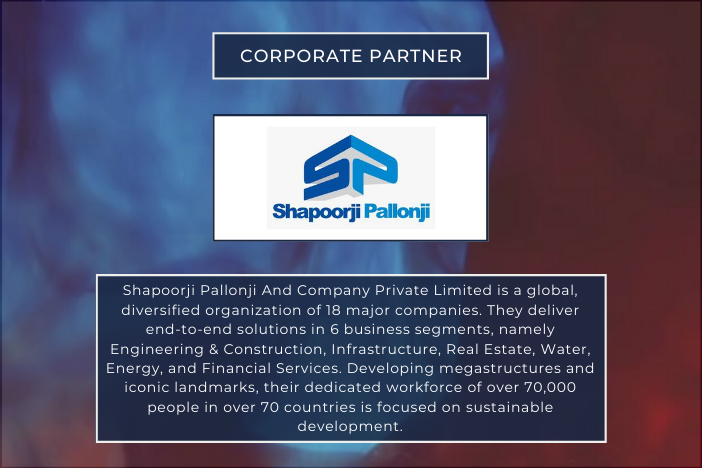 CORPORATE PARTNER
SP
Shapoorji Pallonji
Shapoorji Pallonji And Company Private Limited is a global,
diversified organization of 18 major companies. They deliver
end-to-end solutions in 6 business segments, namely
Engineering & Construction, Infrastructure, Real Estate, Water,
Energy, and Financial Services. Developing megastructures and
iconic landmarks, their dedicated workforce of over 70,000
people in over 70 countries is focused on sustainable
development.